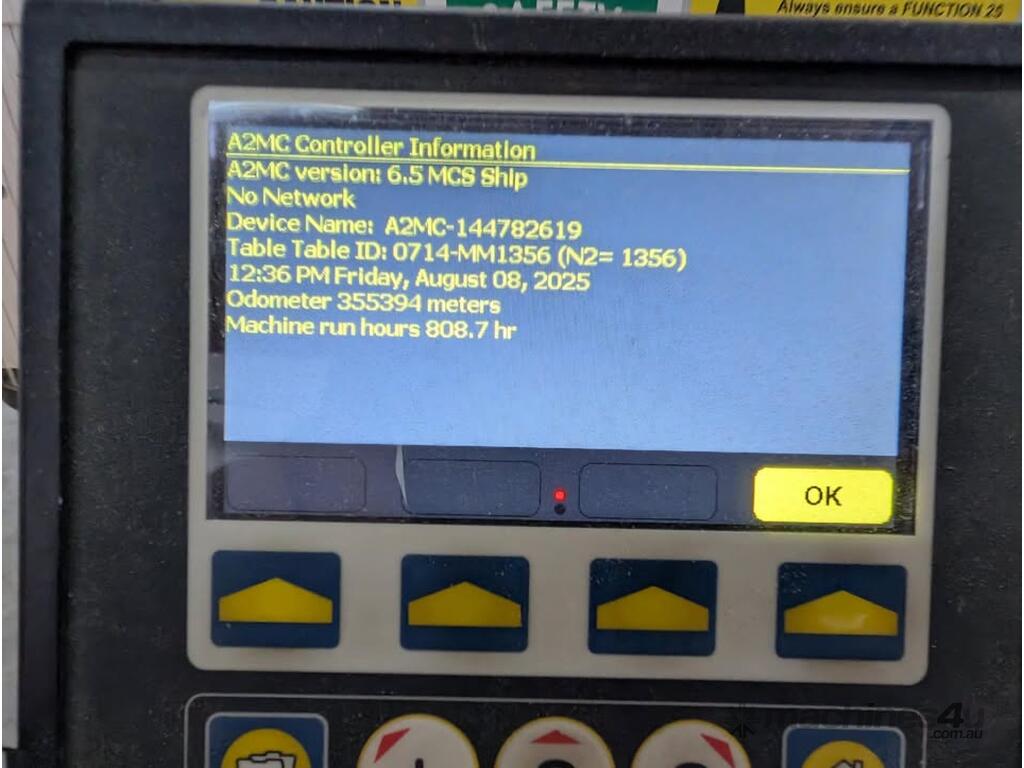 Always ensure a FUNCTION 25
A2MC Controller Information
A2MC version: 6.5 MCS Ship
No Network
Device Name: A2MC-144782619
Table Table ID: 0714-MM1356 (N2= 1356)
12:36 PM Friday, August 08, 2025
Odometer 355394 meters
Machine run hours 808.7 hr
OK
machines4u
.com.au